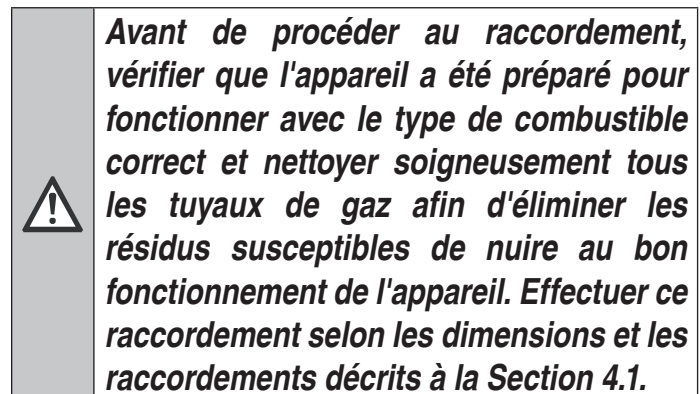 Avant de procéder au raccordement,
vérifier que l'appareil a été préparé pour
fonctionner avec le type de combustible
correct et nettoyer soigneusement tous
les tuyaux de gaz afin d'éliminer les
résidus susceptibles de nuire au bon
fonctionnement de l'appareil. Effectuer ce
raccordement selon les dimensions et les
raccordements décrits à la Section 4.1.